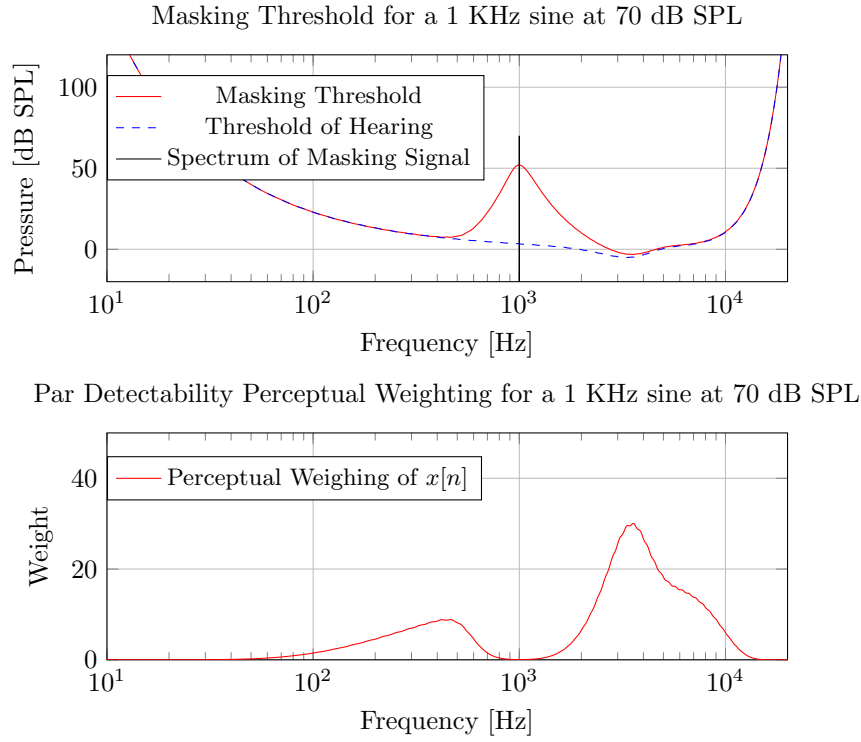 Masking Threshold for a 1 KHz sine at 70 dB SPL
Pressure [dB SPL]
100
50
0
Masking Threshold
Threshold of Hearing
Spectrum of Masking Signal
10^1 10^2 10^3 10^4
Frequency [Hz]
Par Detectability Perceptual Weighting for a 1 KHz sine at 70 dB SPL
Weight
40
20
0
Perceptual Weighing of x[n]
10^1 10^2 10^3 10^4
Frequency [Hz]